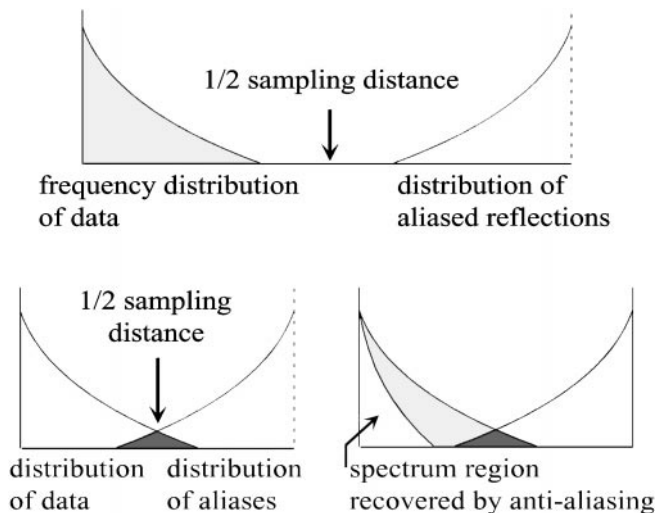 1/2 sampling distance
frequency distribution
of data
distribution of
aliased reflections
1/2 sampling
distance
distribution
of data
distribution
of aliases
spectrum region
recovered by anti-aliasing